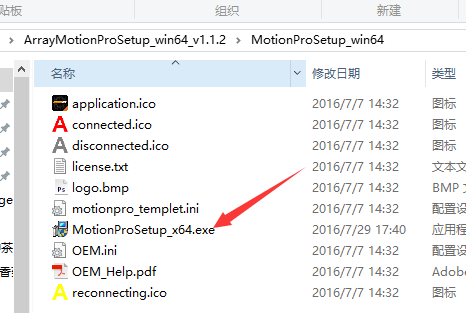 贴板 组织 新建
› ArrayMotionProSetup_win64_v1.1.2 › MotionProSetup_win64
名称 修改日期 类型
application.ico 2016/7/7 14:32 图标
connected.ico 2016/7/7 14:32 图标
disconnected.ico 2016/7/7 14:32 图标
license.txt 2016/7/7 14:32 文本文
logo.bmp 2016/7/7 14:32 BMP
motionpro_templet.ini 2016/7/7 14:32 配置设
MotionProSetup_x64.exe 2016/7/29 17:40 应用程
OEM.ini 2016/7/7 14:32 配置设
OEM_Help.pdf 2016/7/7 14:32 Adobe
reconnecting.ico 2016/7/7 14:32 图标